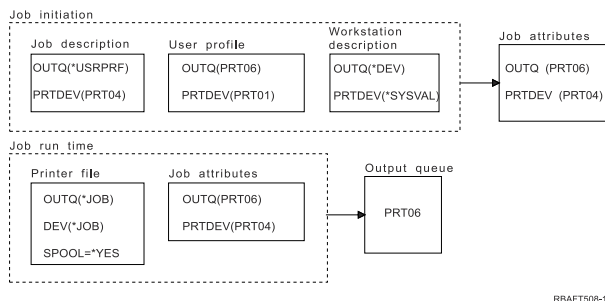 Job initiation
Job description
OUTQ(*USRPRF)
PRTDEV(PRT04)
User profile
OUTQ(PRT06)
PRTDEV(PRT01)
Workstation
description
OUTQ(*DEV)
PRTDEV(*SYSVAL)
Job attributes
OUTQ (PRT06)
PRTDEV (PRT04)
Job run time
Printer file
OUTQ(*JOB)
DEV(*JOB)
SPOOL=*YES
Job attributes
OUTQ(PRT06)
PRTDEV(PRT04)
Output queue
PRT06
RBAFT508-1